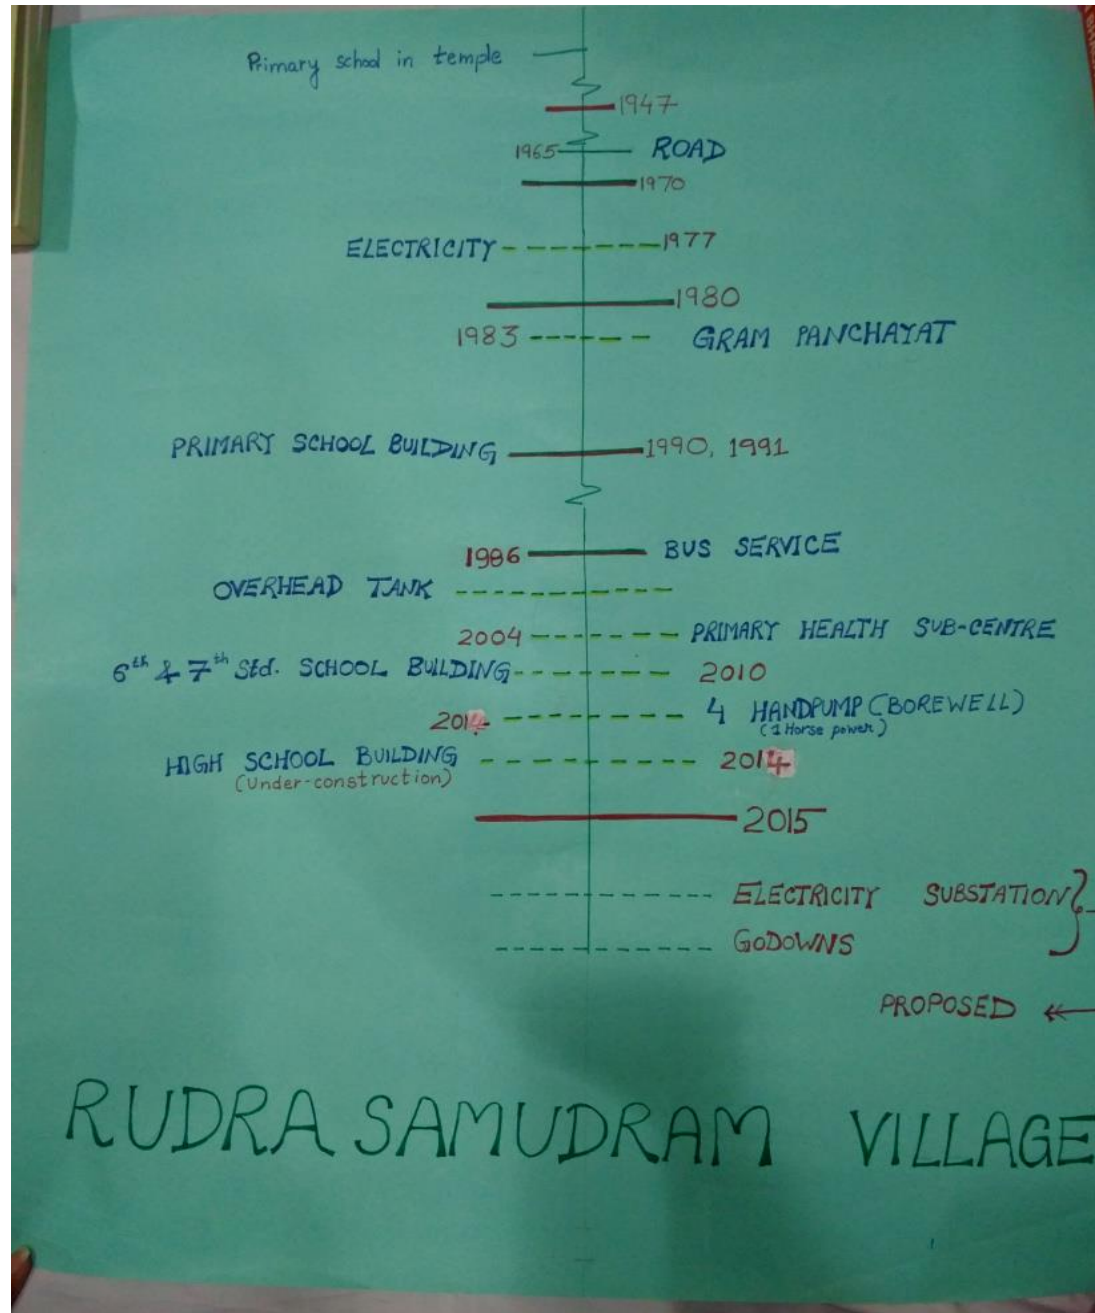 Primary school in temple
1947
1965 ROAD
1970
ELECTRICITY 1977
1980
1983 GRAM PANCHAYAT
PRIMARY SCHOOL BUILDING 1990, 1991
1986 BUS SERVICE
OVERHEAD TANK
2004 PRIMARY HEALTH SUB-CENTRE
6th & 7th Std. SCHOOL BUILDING 2010
2014 4 HANDPUMP (BOREWELL)
(1 Horse power)
HIGH SCHOOL BUILDING 2014
(Under-construction)
2015
ELECTRICITY SUBSTATION
GODOWNS
PROPOSED
RUDRA SAMUDRAM VILLAGE